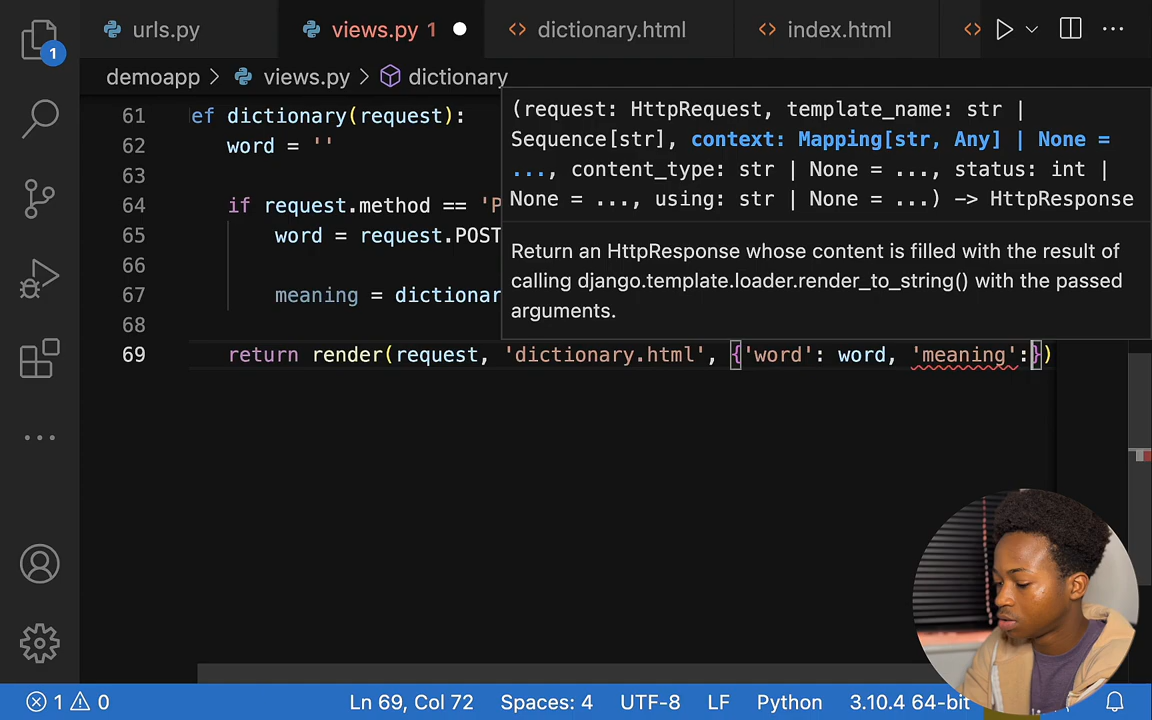 urls.py
views.py 1
dictionary.html
index.html
1
demoapp > views.py > dictionary
61 ef dictionary(request):
62 word = ''
63
64 if request.method == 'P
65 word = request.POST
66
67 meaning = dictionar
68
69 return render(request, 'dictionary.html', {'word': word, 'meaning':})
(request: HttpRequest, template_name: str |
Sequence[str], context: Mapping[str, Any] | None =
..., content_type: str | None = ..., status: int |
None = ..., using: str | None = ...) -> HttpResponse
Return an HttpResponse whose content is filled with the result of
calling django.template.loader.render_to_string() with the passed
arguments.
1 0 Ln 69, Col 72 Spaces: 4 UTF-8 LF Python 3.10.4 64-bit